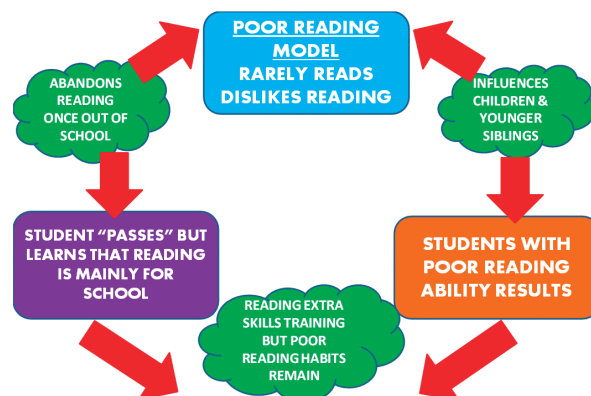 POOR READING
MODEL
RARELY READS
DISLIKES READING
ABANDONS
READING
ONCE OUT OF
SCHOOL
INFLUENCES
CHILDREN &
YOUNGER
SIBLINGS
STUDENT “PASSES” BUT
LEARNS THAT READING
IS MAINLY FOR
SCHOOL
STUDENTS WITH
POOR READING
ABILITY RESULTS
READING EXTRA
SKILLS TRAINING
BUT POOR
READING HABITS
REMAIN